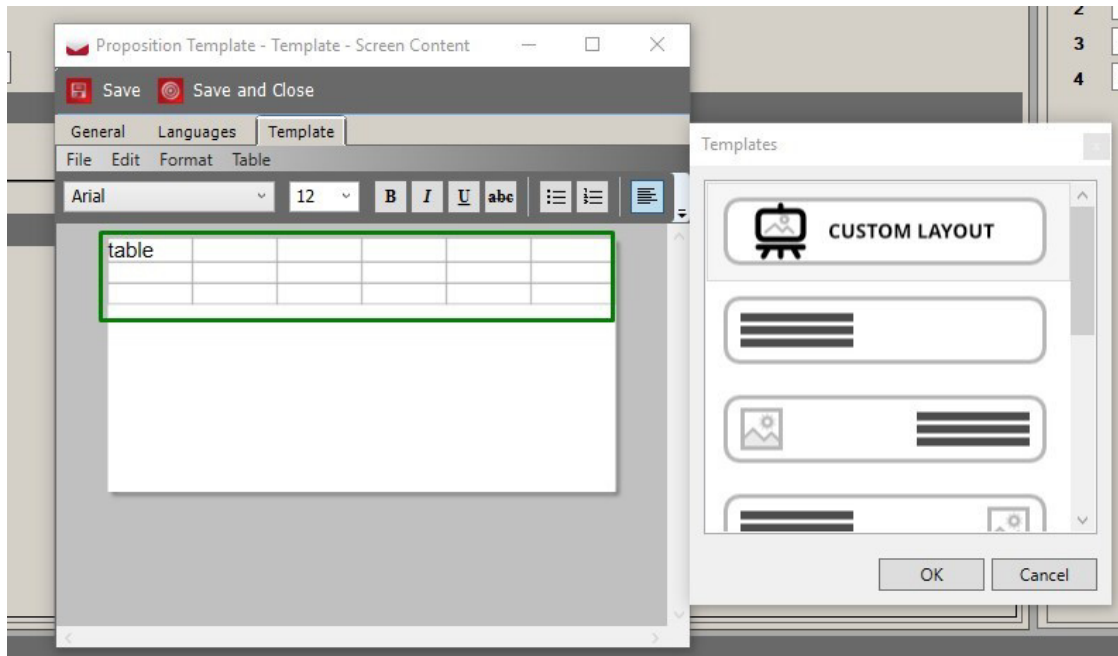 Proposition Template - Template - Screen Content
Save Save and Close
General Languages Template
File Edit Format Table
Arial 12 B I U abc
table
Templates
CUSTOM LAYOUT
OK Cancel
2
3
4